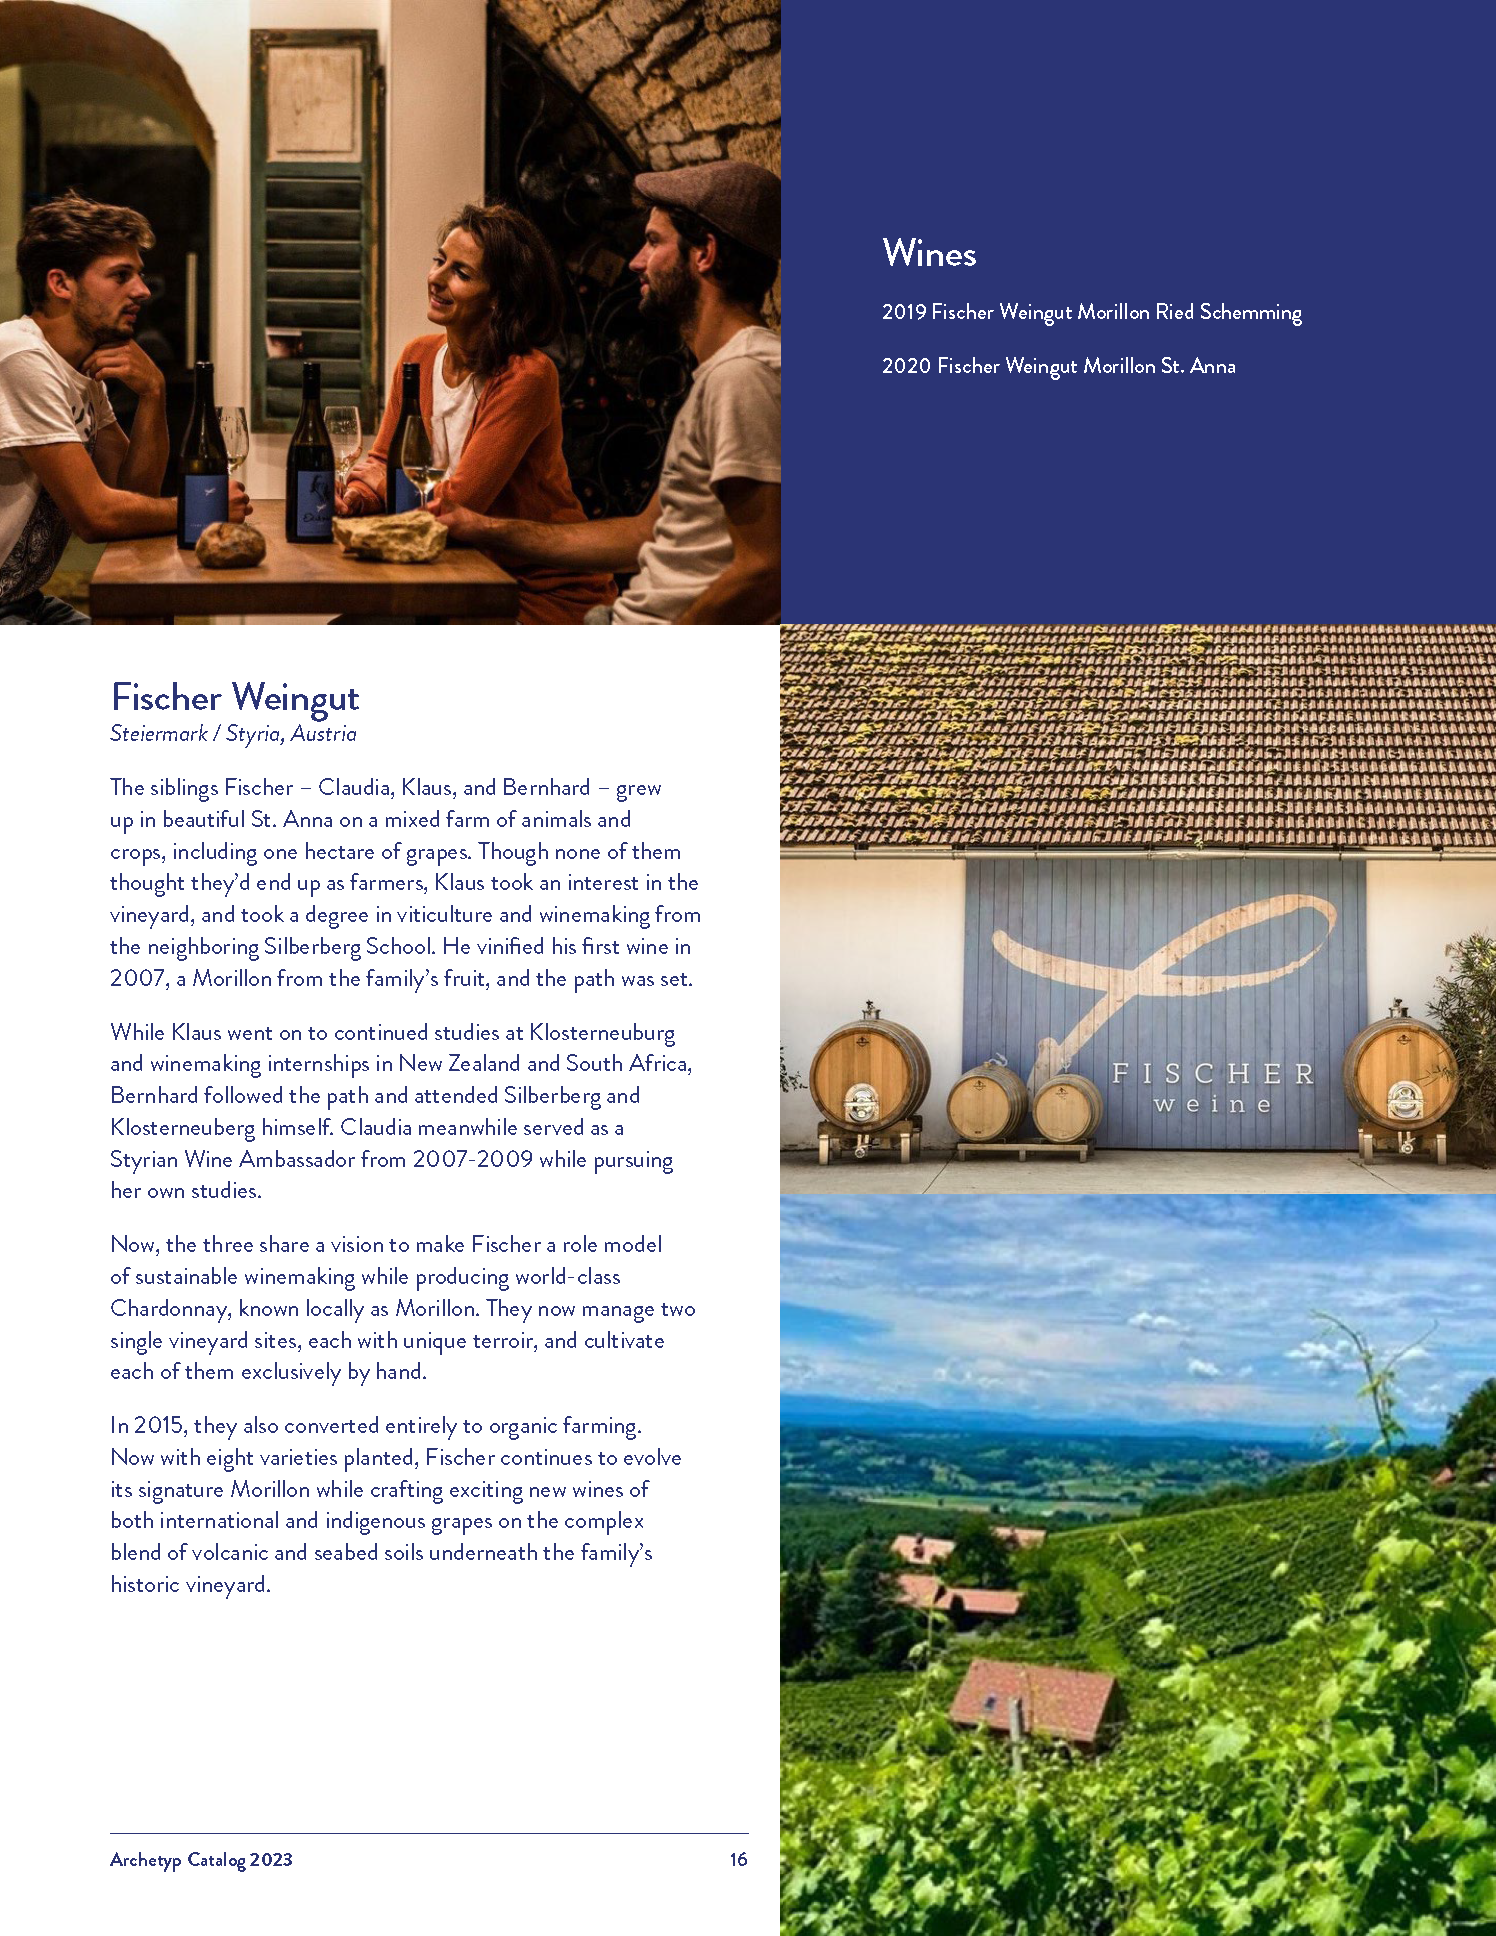 Wines
2019 Fischer Weingut Morillon Ried Schemming
2020 Fischer Weingut Morillon St. Anna
Fischer Weingut
Steiermark / Styria, Austria
The siblings Fischer – Claudia, Klaus, and Bernhard – grew
up in beautiful St. Anna on a mixed farm of animals and
crops, including one hectare of grapes. Though none of them
thought they’d end up as farmers, Klaus took an interest in the
vineyard, and took a degree in viticulture and winemaking from
the neighboring Silberberg School. He vinified his first wine in
2007, a Morillon from the family’s fruit, and the path was set.
While Klaus went on to continued studies at Klosterneuburg
and winemaking internships in New Zealand and South Africa,
Bernhard followed the path and attended Silberberg and
Klosterneuberg himself. Claudia meanwhile served as a
Styrian Wine Ambassador from 2007-2009 while pursuing
her own studies.
Now, the three share a vision to make Fischer a role model
of sustainable winemaking while producing world-class
Chardonnay, known locally as Morillon. They now manage two
single vineyard sites, each with unique terroir, and cultivate
each of them exclusively by hand.
In 2015, they also converted entirely to organic farming.
Now with eight varieties planted, Fischer continues to evolve
its signature Morillon while crafting exciting new wines of
both international and indigenous grapes on the complex
blend of volcanic and seabed soils underneath the family’s
historic vineyard.
FISCHER
weine
Archetyp Catalog 2023
16